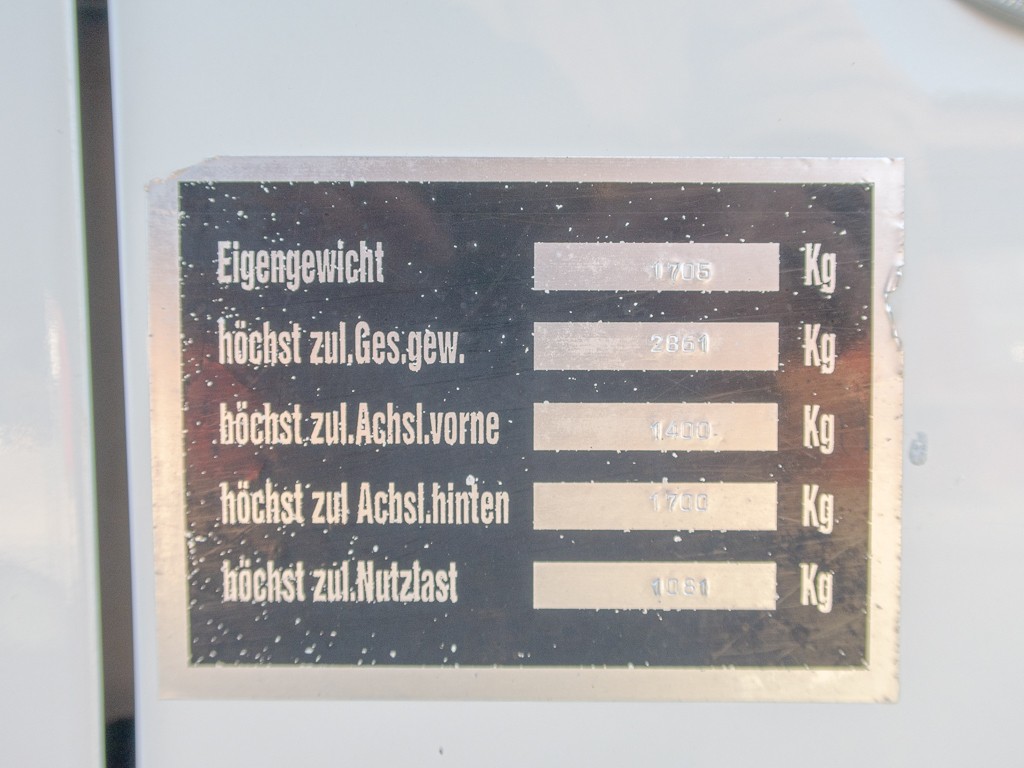 Eigengewicht 1705 Kg
höchst zul.Ges.gew. 2861 Kg
höchst zul.Achsl.vorne 1400 Kg
höchst zul Achsl.hinten 1700 Kg
höchst zul.Nutzlast 1081 Kg